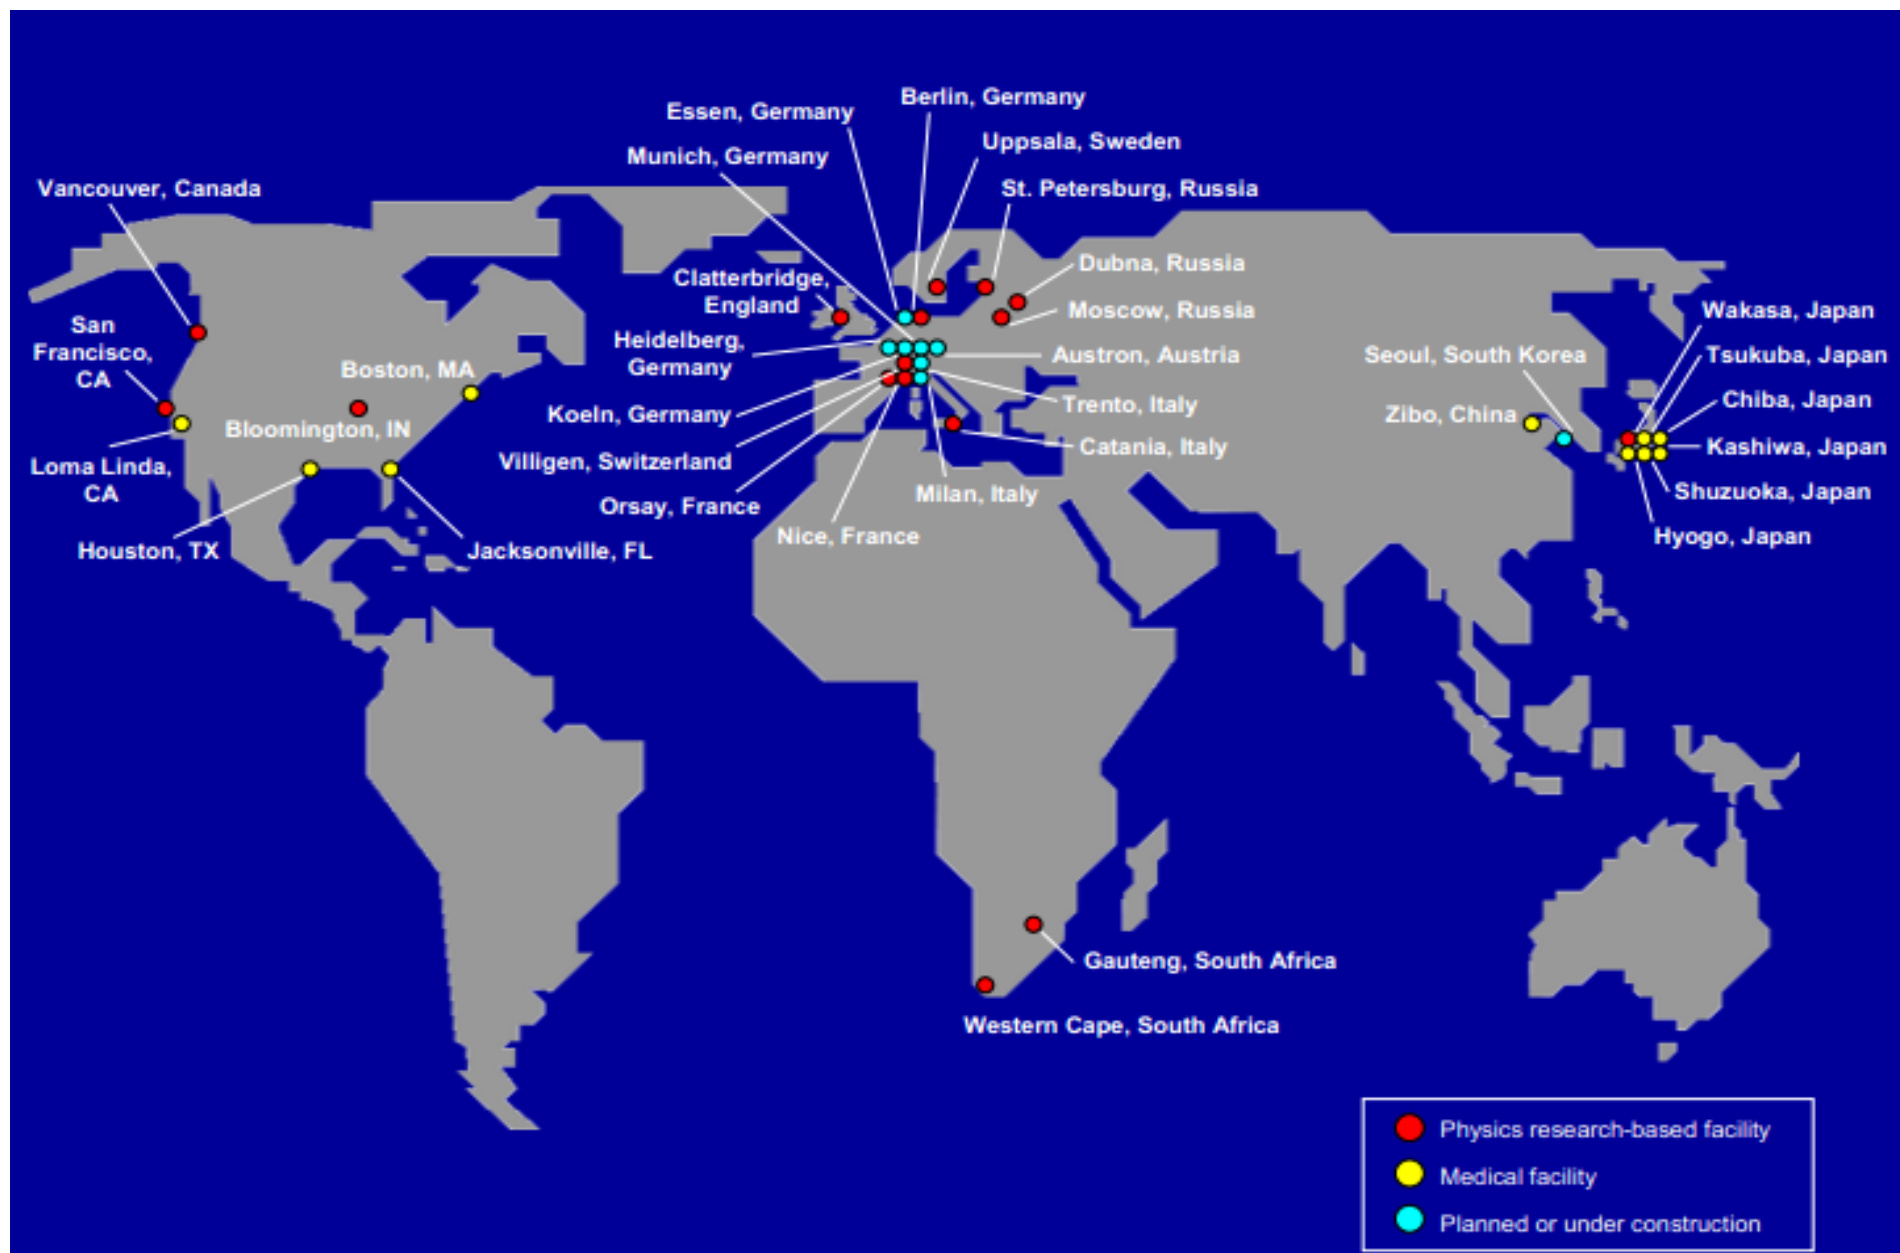 Berlin, Germany
Essen, Germany
Uppsala, Sweden
Munich, Germany
St. Petersburg, Russia
Vancouver, Canada
Dubna, Russia
Clatterbridge,
England
Moscow, Russia
Wakasa, Japan
San
Francisco,
CA
Heidelberg,
Germany
Austron, Austria
Seoul, South Korea
Tsukuba, Japan
Boston, MA
Chiba, Japan
Trento, Italy
Koeln, Germany
Zibo, China
Bloomington, IN
Catania, Italy
Kashiwa, Japan
Villigen, Switzerland
Loma Linda,
CA
Milan, Italy
Shuzuoka, Japan
Orsay, France
Nice, France
Hyogo, Japan
Houston, TX
Jacksonville, FL
Gauteng, South Africa
Western Cape, South Africa
Physics research-based facility
Medical facility
Planned or under construction